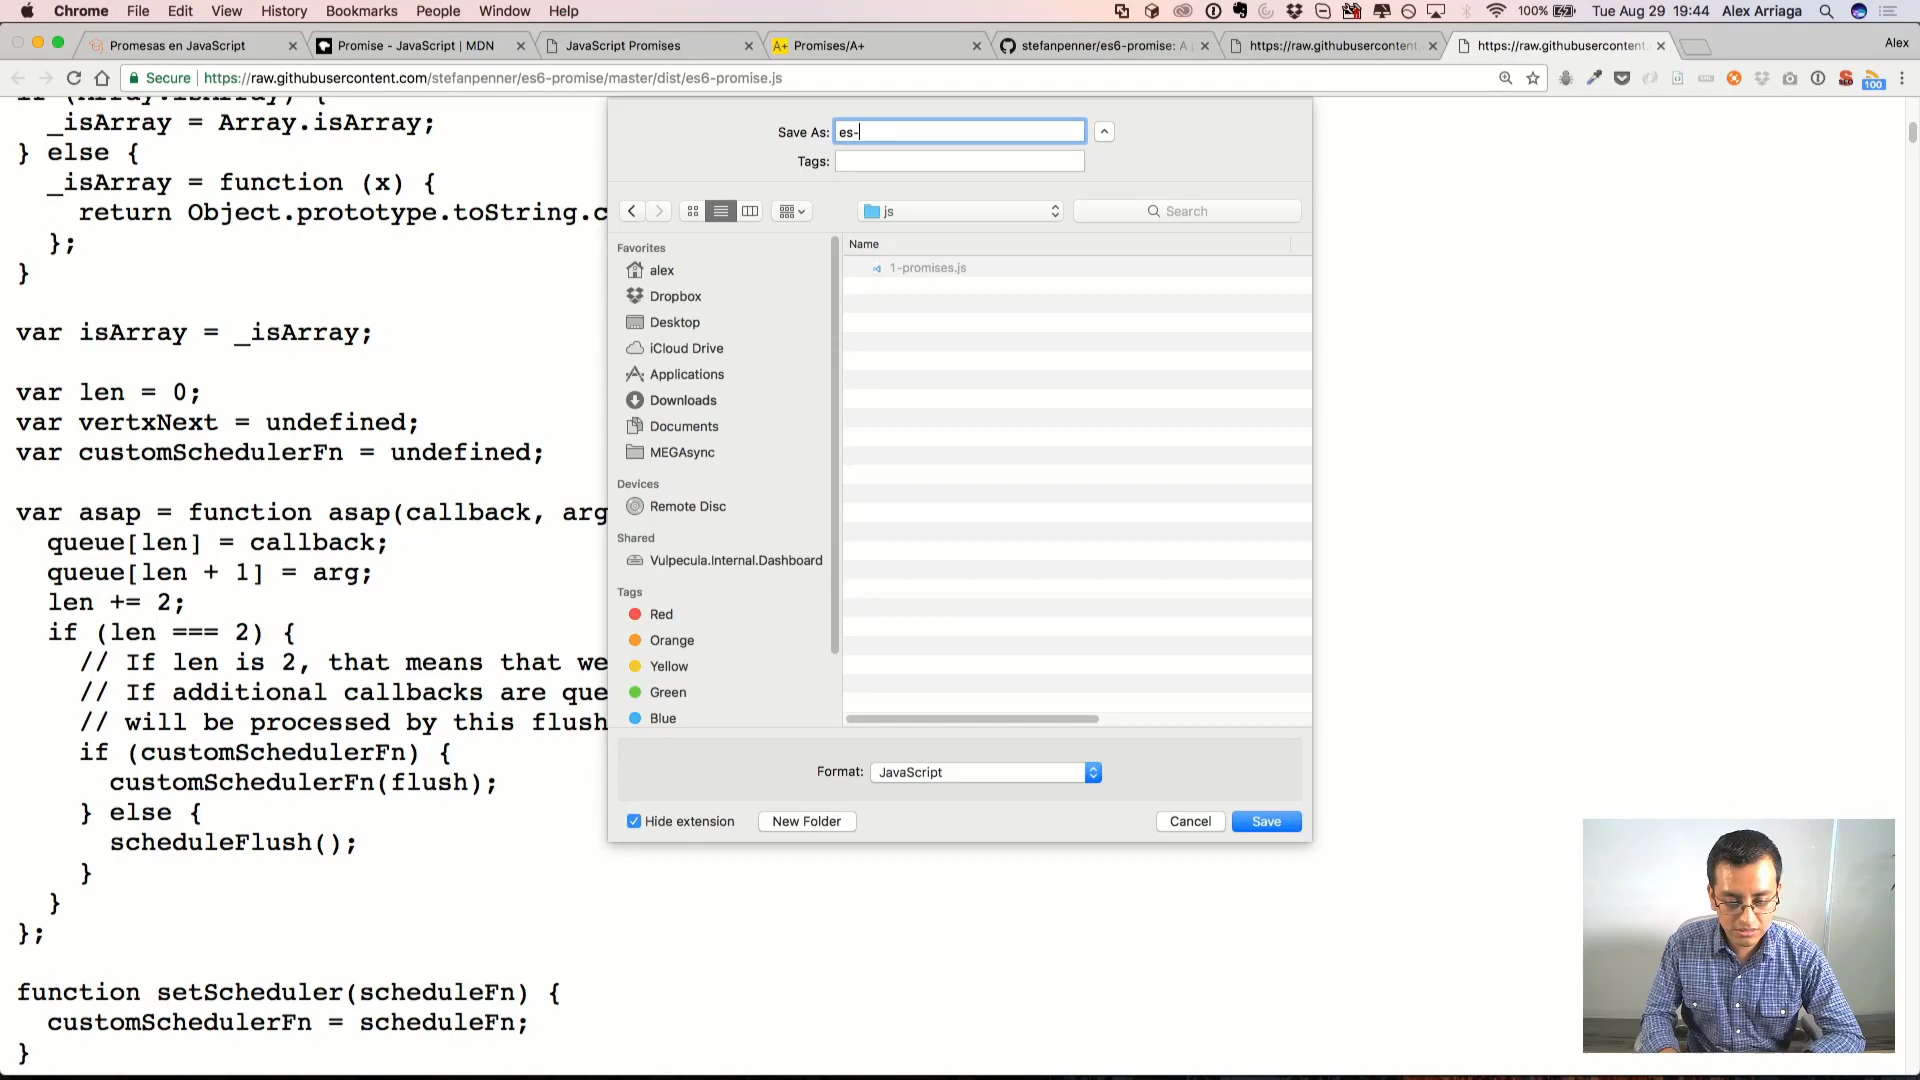 Chrome File Edit View History Bookmarks People Window Help 100% Tue Aug 29 19:44 Alex Arriaga
Promesas en JavaScript Promise - JavaScript | MDN JavaScript Promises A+ Promises/A+ stefanpenner/es6-promise: A https://raw.githubusercontent. https://raw.githubusercontent. Alex
Secure https://raw.githubusercontent.com/stefanpenner/es6-promise/master/dist/es6-promise.js 100
if (Array.isArray) {
_isArray = Array.isArray;
} else {
_isArray = function (x) {
return Object.prototype.toString.c
};
}
var isArray = _isArray;
var len = 0;
var vertxNext = undefined;
var customSchedulerFn = undefined;
var asap = function asap(callback, arg
queue[len] = callback;
queue[len + 1] = arg;
len += 2;
if (len === 2) {
// If len is 2, that means that we
// If additional callbacks are que
// will be processed by this flush
if (customSchedulerFn) {
customSchedulerFn(flush);
} else {
scheduleFlush();
}
}
};
function setScheduler(scheduleFn) {
customSchedulerFn = scheduleFn;
}
Save As: es-
Tags:
js Search
Favorites
alex
Dropbox
Desktop
iCloud Drive
Applications
Downloads
Documents
MEGAsync
Devices
Remote Disc
Shared
Vulpecula.Internal.Dashboard
Tags
Red
Orange
Yellow
Green
Blue
Name
1-promises.js
Format: JavaScript
Hide extension New Folder Cancel Save